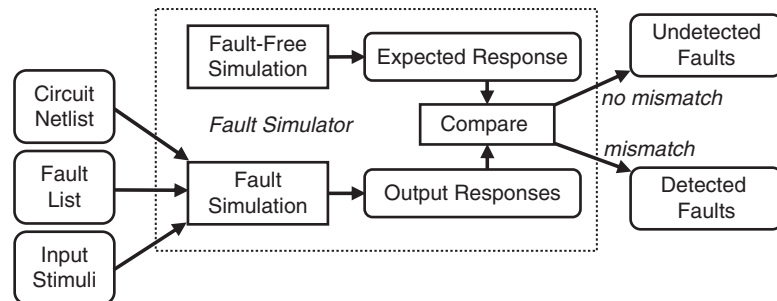 Fault-Free
Simulation
Expected Response
Undetected
Faults
Circuit
Netlist
Fault Simulator
Compare
no mismatch
mismatch
Fault
List
Fault
Simulation
Output Responses
Detected
Faults
Input
Stimuli